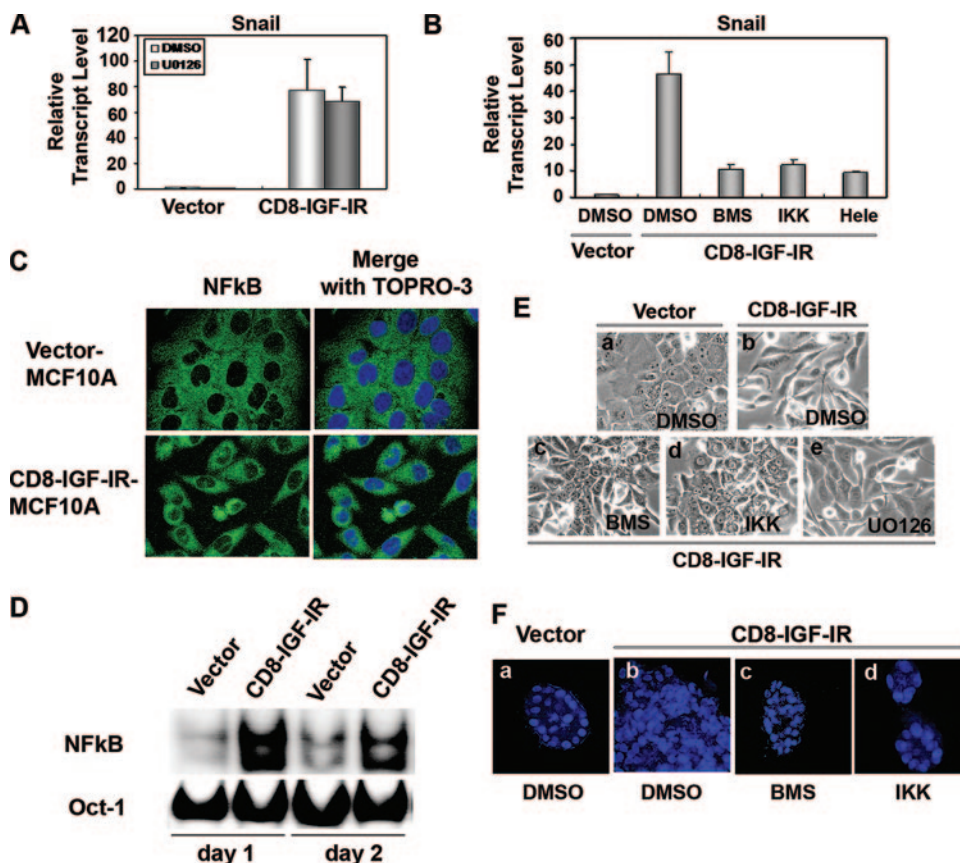 A
Snail
DMSO
U0126
Relative
Transcript Level
120
100
80
60
40
20
0
Vector
CD8-IGF-IR
B
Snail
Relative
Transcript Level
60
50
40
30
20
10
0
DMSO
DMSO
BMS
IKK
Hele
Vector
CD8-IGF-IR
C
NFkB
Merge
with TOPRO-3
Vector-
MCF10A
CD8-IGF-IR-
MCF10A
D
Vector
CD8-IGF-IR
Vector
CD8-IGF-IR
NFkB
Oct-1
day 1
day 2
E
Vector
CD8-IGF-IR
a
DMSO
b
DMSO
c
BMS
d
IKK
e
UO126
CD8-IGF-IR
F
Vector
CD8-IGF-IR
a
b
c
d
DMSO
DMSO
BMS
IKK